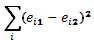 ∑(eᵢ₁ − eᵢ₂)²
i